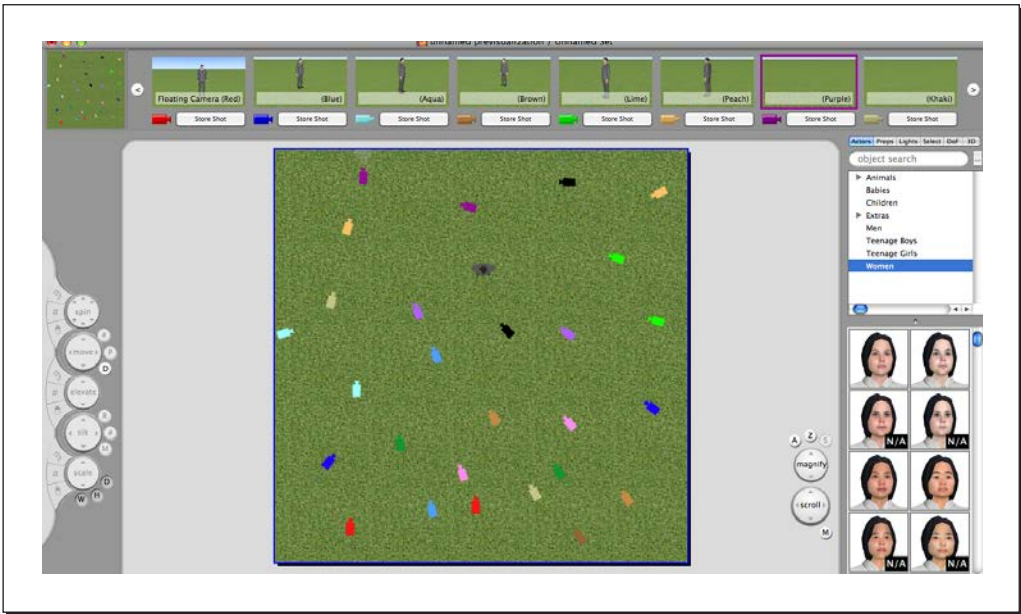 unnamed previsualization / Unnamed Set
Floating Camera (Red)
(Blue)
(Aqua)
(Brown)
(Lime)
(Peach)
(Purple)
(Khaki)
Store Shot
Store Shot
Store Shot
Store Shot
Store Shot
Store Shot
Store Shot
Store Shot
Actors Props Lights Select DoF 3D
object search
Animals
Babies
Children
Extras
Men
Teenage Boys
Teenage Girls
Women
spin
move
P
D
elevate
M
scale
D
W H
A Z S
magnify
scroll
M
N/A
N/A
N/A
N/A